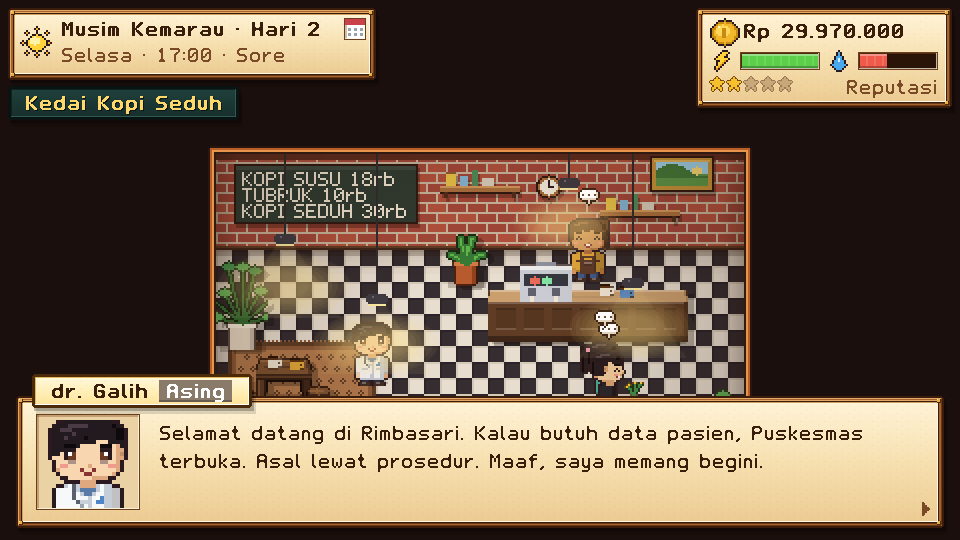 Musim Kemarau · Hari 2
Selasa · 17:00 · Sore
Rp 29.970.000
Reputasi
Kedai Kopi Seduh
KOPI SUSU 18rb
TUBRUK 10rb
KOPI SEDUH 30rb
dr. Galih Asing
Selamat datang di Rimbasari. Kalau butuh data pasien, Puskesmas
terbuka. Asal lewat prosedur. Maaf, saya memang begini.